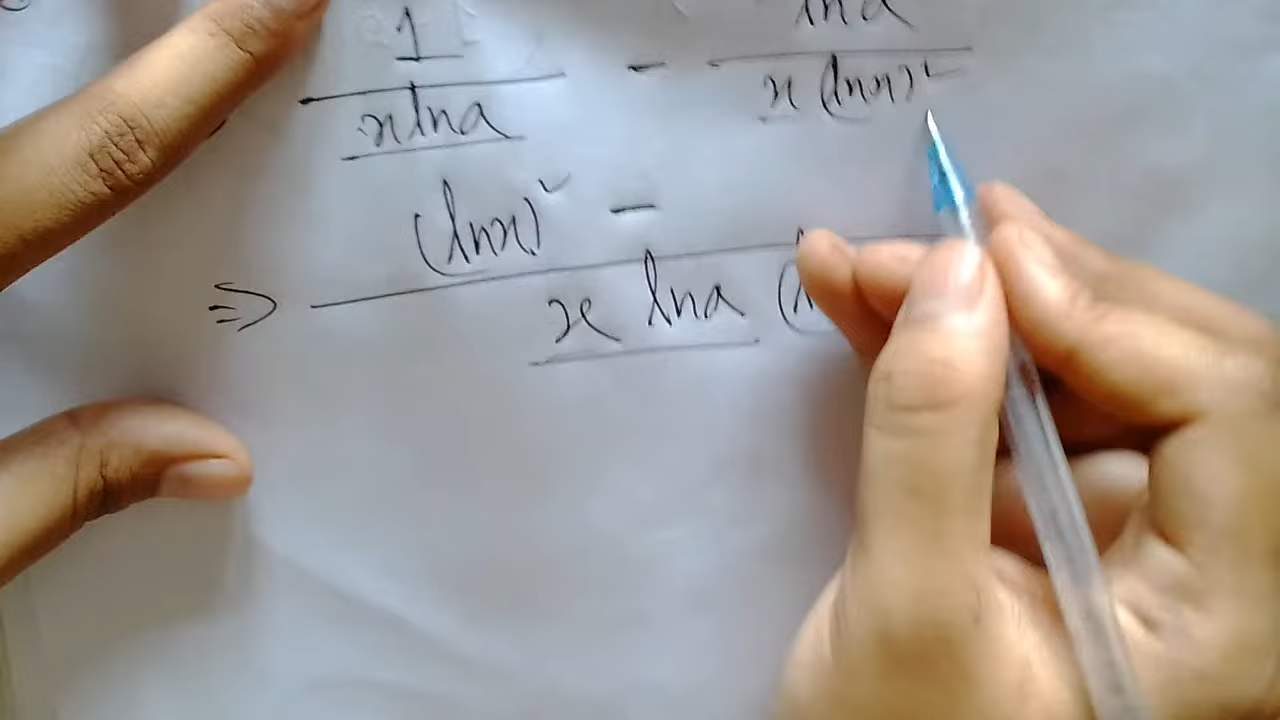 1 / x ln a - ln a / x (ln x)²
⇒ (ln x)² - / x ln a (